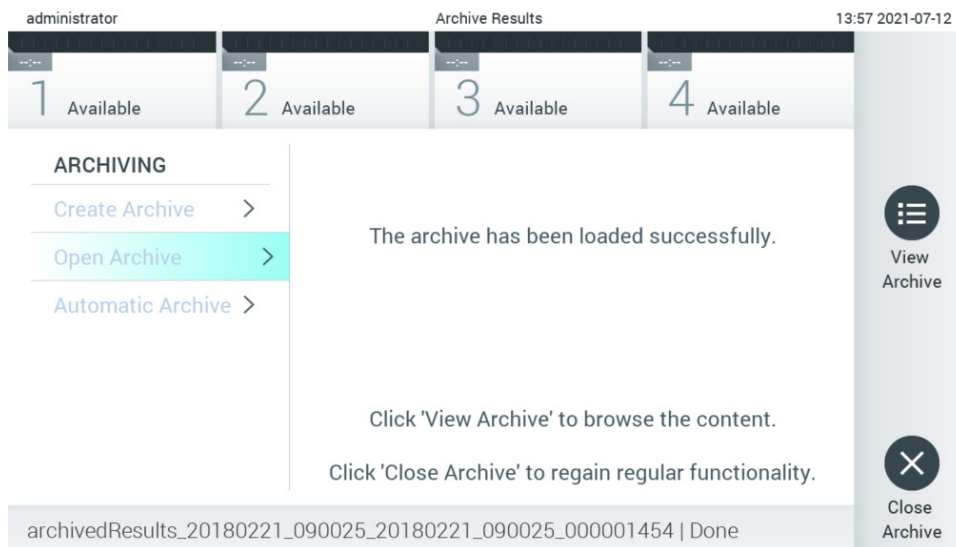 administrator Archive Results 13:57 2021-07-12
--:-- --:-- --:-- --:--
1 Available 2 Available 3 Available 4 Available
ARCHIVING
Create Archive
Open Archive
Automatic Archive
The archive has been loaded successfully.
Click 'View Archive' to browse the content.
Click 'Close Archive' to regain regular functionality.
View
Archive
Close
Archive
archivedResults_20180221_090025_20180221_090025_000001454 | Done